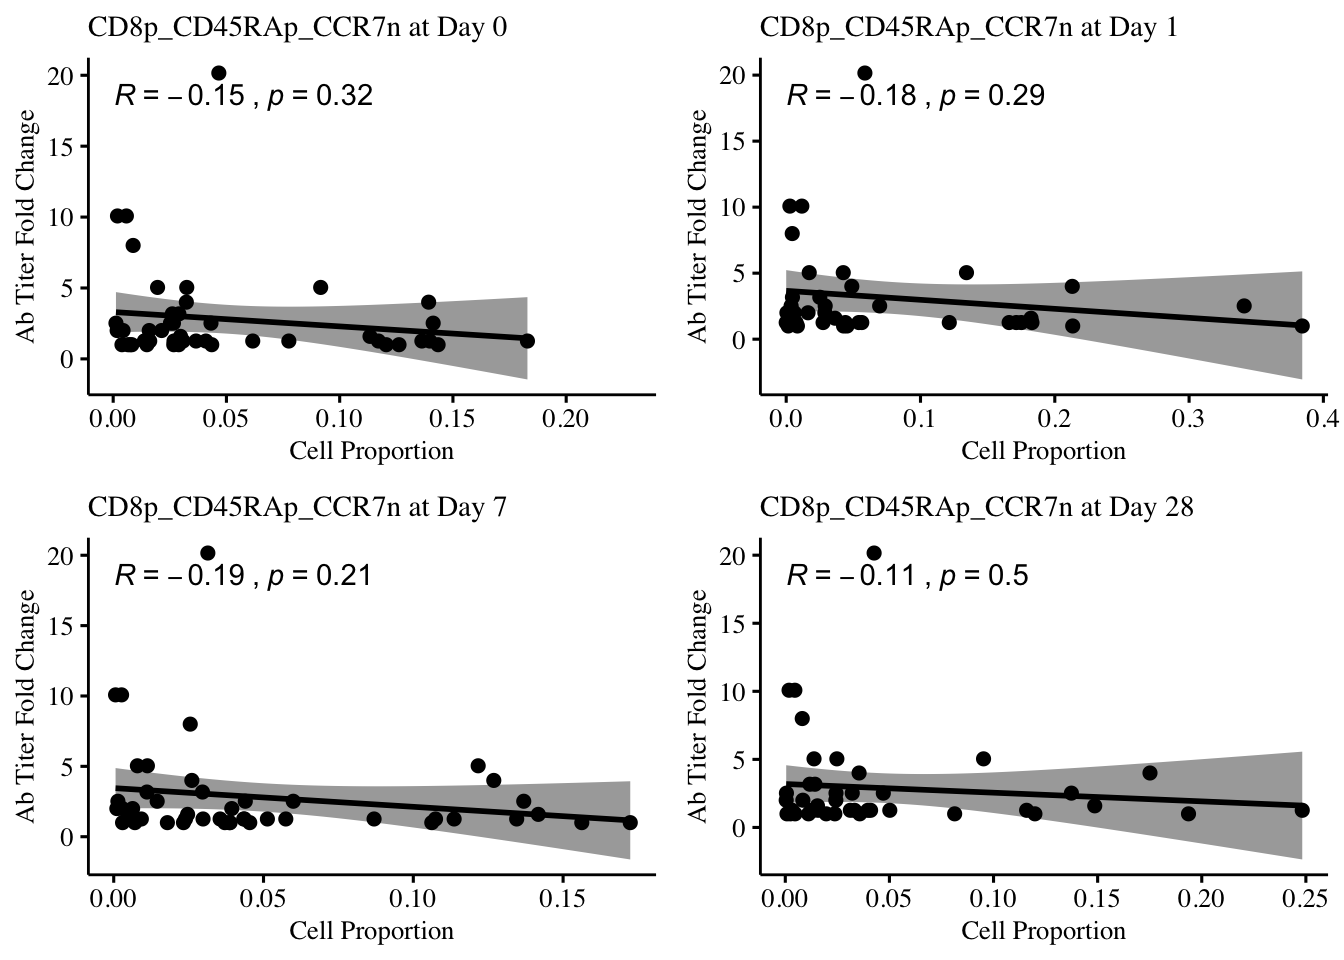 CD8p_CD45RAp_CCR7n at Day 0
R = −0.15 , p = 0.32
20
15
10
5
0
Ab Titer Fold Change
0.00 0.05 0.10 0.15 0.20
Cell Proportion
CD8p_CD45RAp_CCR7n at Day 1
R = −0.18 , p = 0.29
20
15
10
5
0
Ab Titer Fold Change
0.0 0.1 0.2 0.3 0.4
Cell Proportion
CD8p_CD45RAp_CCR7n at Day 7
R = −0.19 , p = 0.21
20
15
10
5
0
Ab Titer Fold Change
0.00 0.05 0.10 0.15
Cell Proportion
CD8p_CD45RAp_CCR7n at Day 28
R = −0.11 , p = 0.5
20
15
10
5
0
Ab Titer Fold Change
0.00 0.05 0.10 0.15 0.20 0.25
Cell Proportion